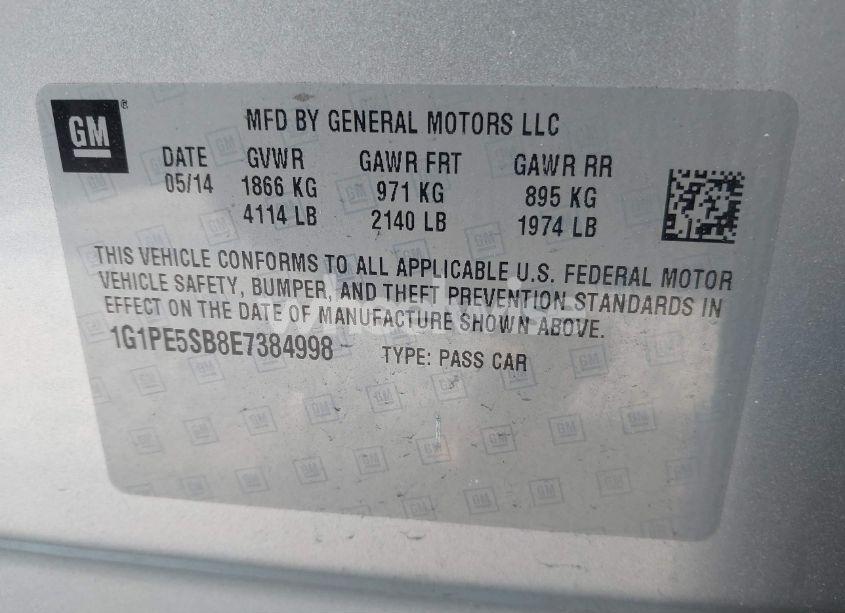 GM®
MFD BY GENERAL MOTORS LLC
DATE GVWR GAWR FRT GAWR RR
05/14 1866 KG 971 KG 895 KG
4114 LB 2140 LB 1974 LB
THIS VEHICLE CONFORMS TO ALL APPLICABLE U.S. FEDERAL MOTOR
VEHICLE SAFETY, BUMPER, AND THEFT PREVENTION STANDARDS IN
EFFECT ON THE DATE OF MANUFACTURE SHOWN ABOVE.
1G1PE5SB8E7384998 TYPE: PASS CAR